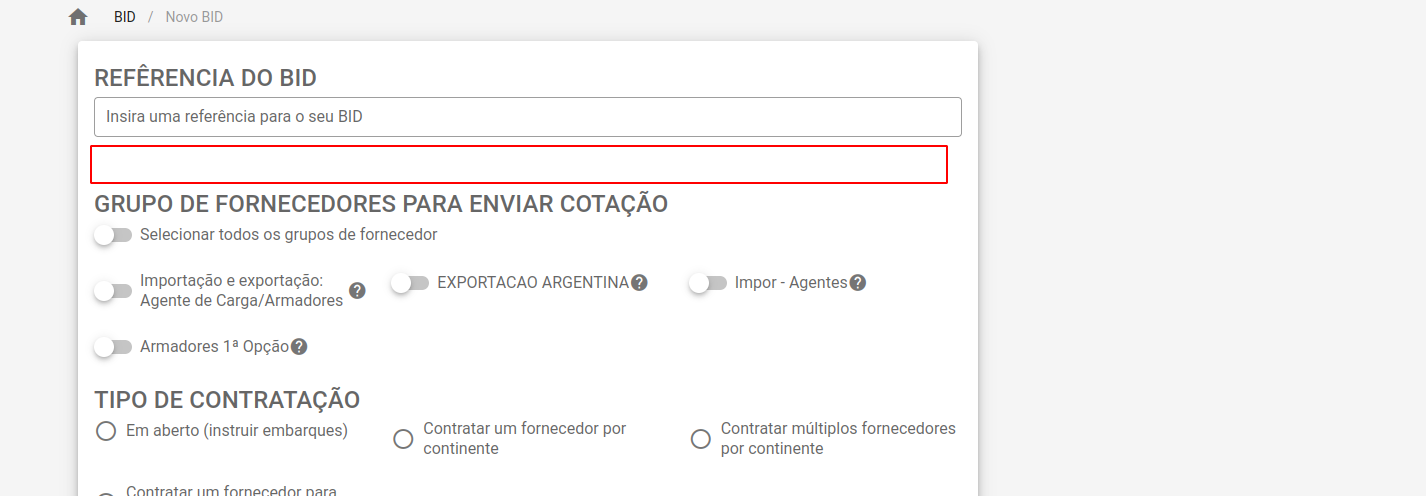 BID / Novo BID
REFÊRENCIA DO BID
Insira uma referência para o seu BID
GRUPO DE FORNECEDORES PARA ENVIAR COTAÇÃO
Selecionar todos os grupos de fornecedor
Importação e exportação:
Agente de Carga/Armadores
EXPORTACAO ARGENTINA
Impor - Agentes
Armadores 1ª Opção
TIPO DE CONTRATAÇÃO
Em aberto (instruir embarques)
Contratar um fornecedor por
continente
Contratar múltiplos fornecedores
por continente
Contratar um fornecedor para